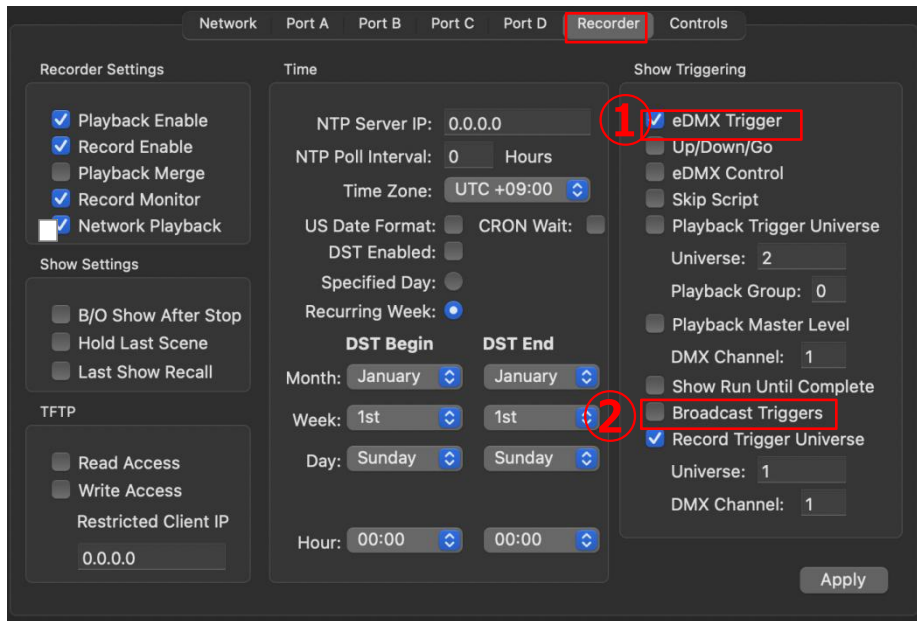 Network Port A Port B Port C Port D Recorder Controls
Recorder Settings
Playback Enable
Record Enable
Playback Merge
Record Monitor
Network Playback
Show Settings
B/O Show After Stop
Hold Last Scene
Last Show Recall
TFTP
Read Access
Write Access
Restricted Client IP
0.0.0.0
Time
NTP Server IP: 0.0.0.0
NTP Poll Interval: 0 Hours
Time Zone: UTC +09:00
US Date Format: CRON Wait:
DST Enabled:
Specified Day:
Recurring Week:
DST Begin DST End
Month: January January
Week: 1st 1st
Day: Sunday Sunday
Hour: 00:00 00:00
Show Triggering
① eDMX Trigger
Up/Down/Go
eDMX Control
Skip Script
Playback Trigger Universe
Universe: 2
Playback Group: 0
Playback Master Level
DMX Channel: 1
Show Run Until Complete
② Broadcast Triggers
Record Trigger Universe
Universe: 1
DMX Channel: 1
Apply